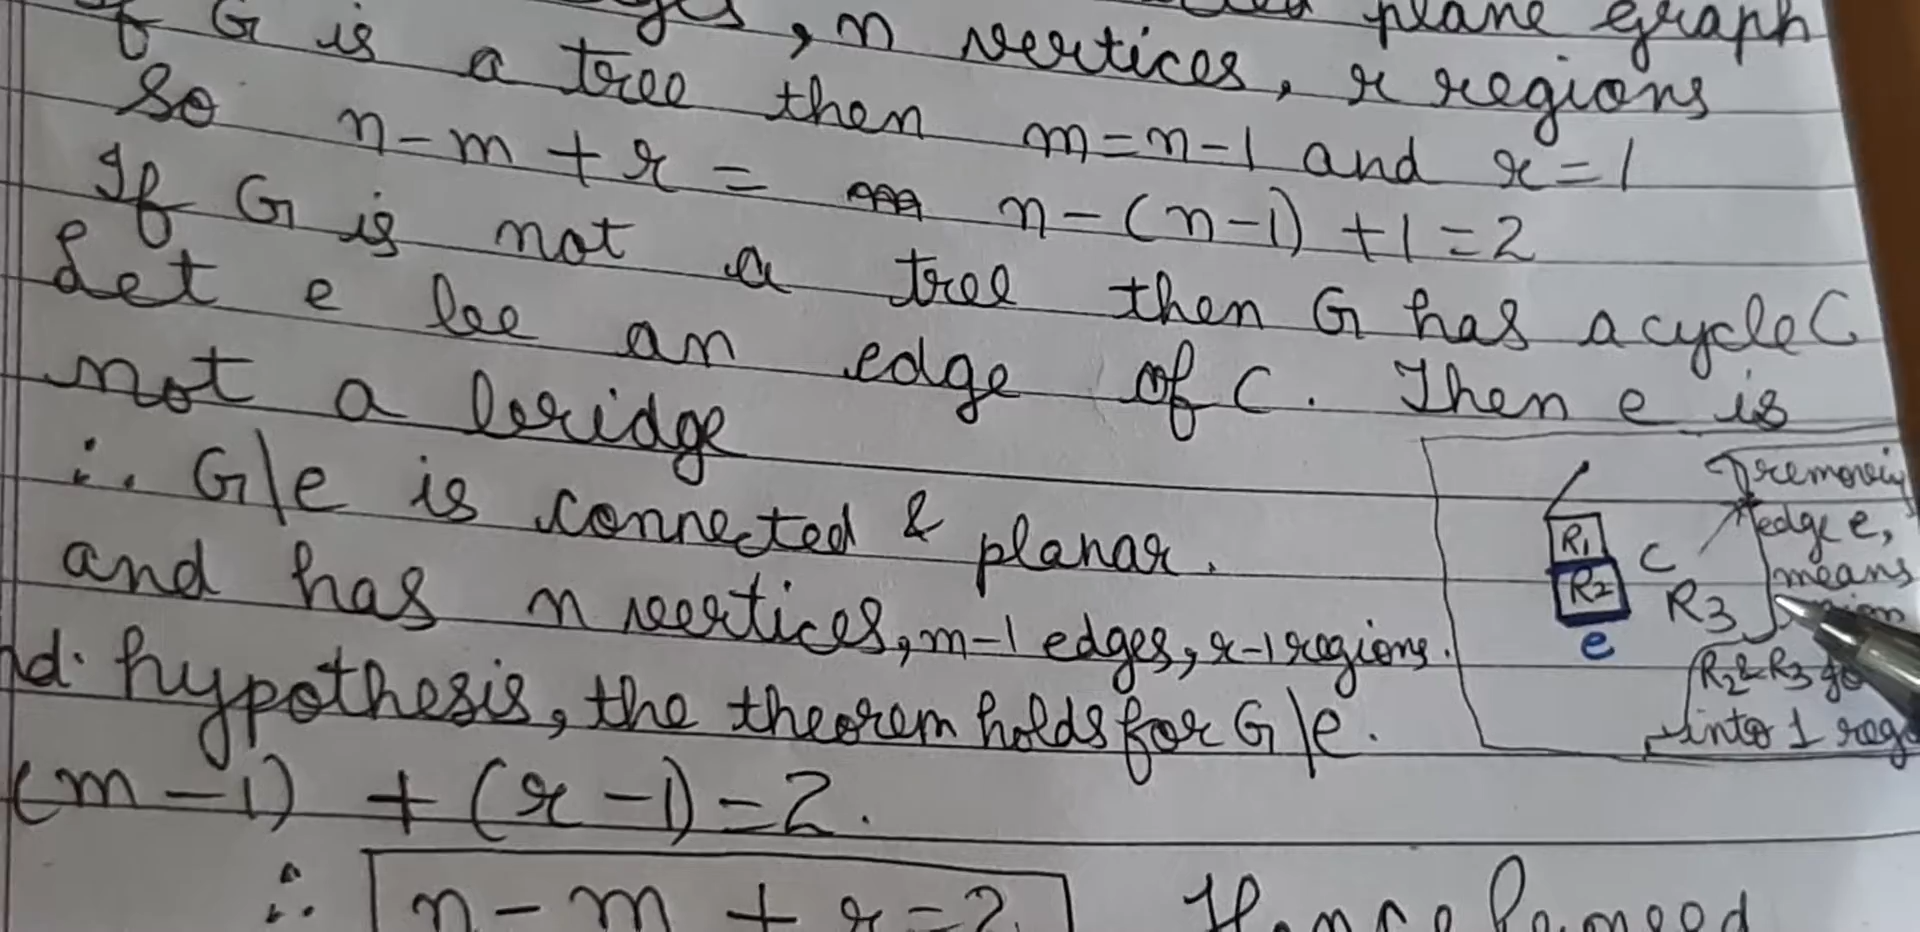 plane graph
, n vertices, r regions
If G is a tree then m=n-1 and r=1
So n-m+r= n-(n-1)+1=2
If G is not a tree then G has a cycle C
Let e be an edge of C. Then e is
not a bridge
∴ G\e is connected & planar.
and has n vertices, m-1 edges, r-1 regions.
hypothesis, the theorem holds for G\e.
(m-1) + (r-1)=2.
∴ n-m+r=2.
R1
R2
C
R3
e
removing
edge e,
means
R2&R3
into 1